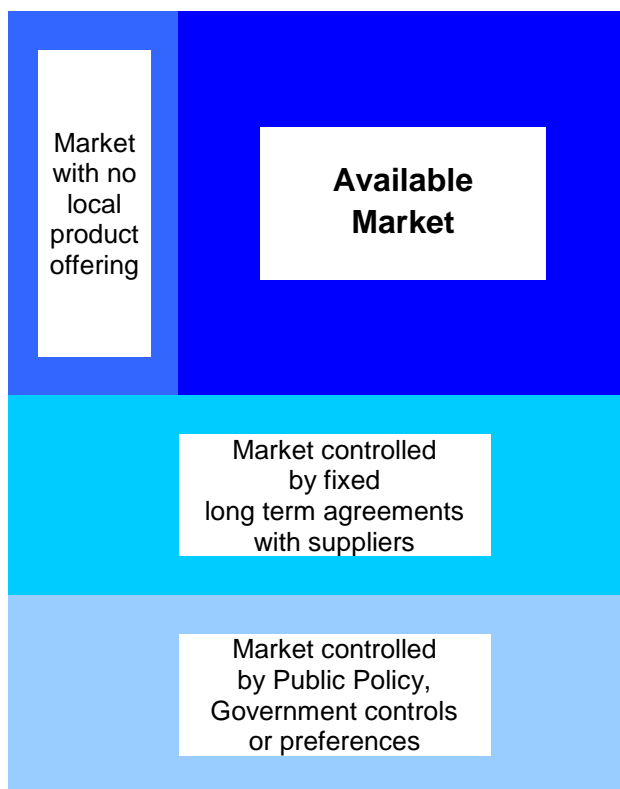 Market
with no
local
product
offering
Available
Market
Market controlled
by fixed
long term agreements
with suppliers
Market controlled
by Public Policy,
Government controls
or preferences